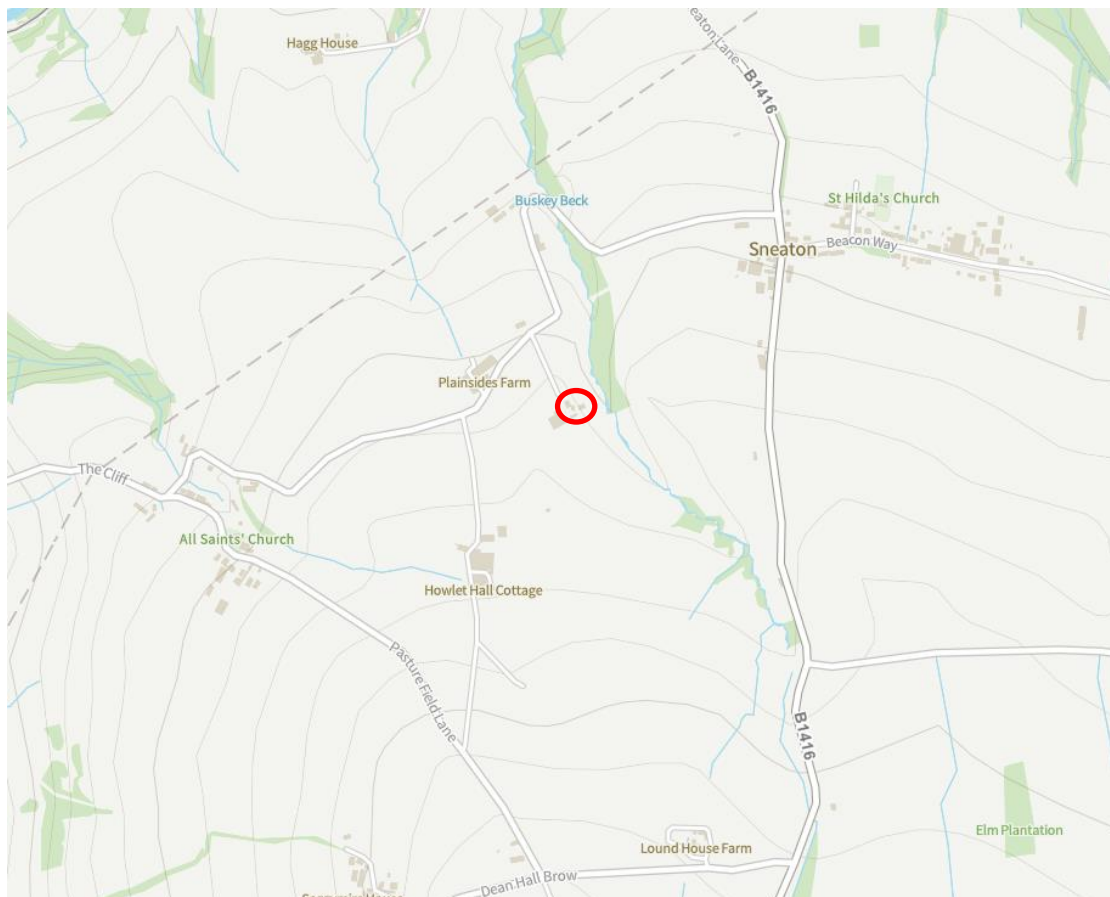 Hagg House
Sneaton Lane
B1416
Buskey Beck
St Hilda's Church
Sneaton
Beacon Way
Plainsides Farm
The Cliff
All Saints' Church
Howlet Hall Cottage
Pasture Field Lane
B1416
Elm Plantation
Lound House Farm
Dean Hall Brow